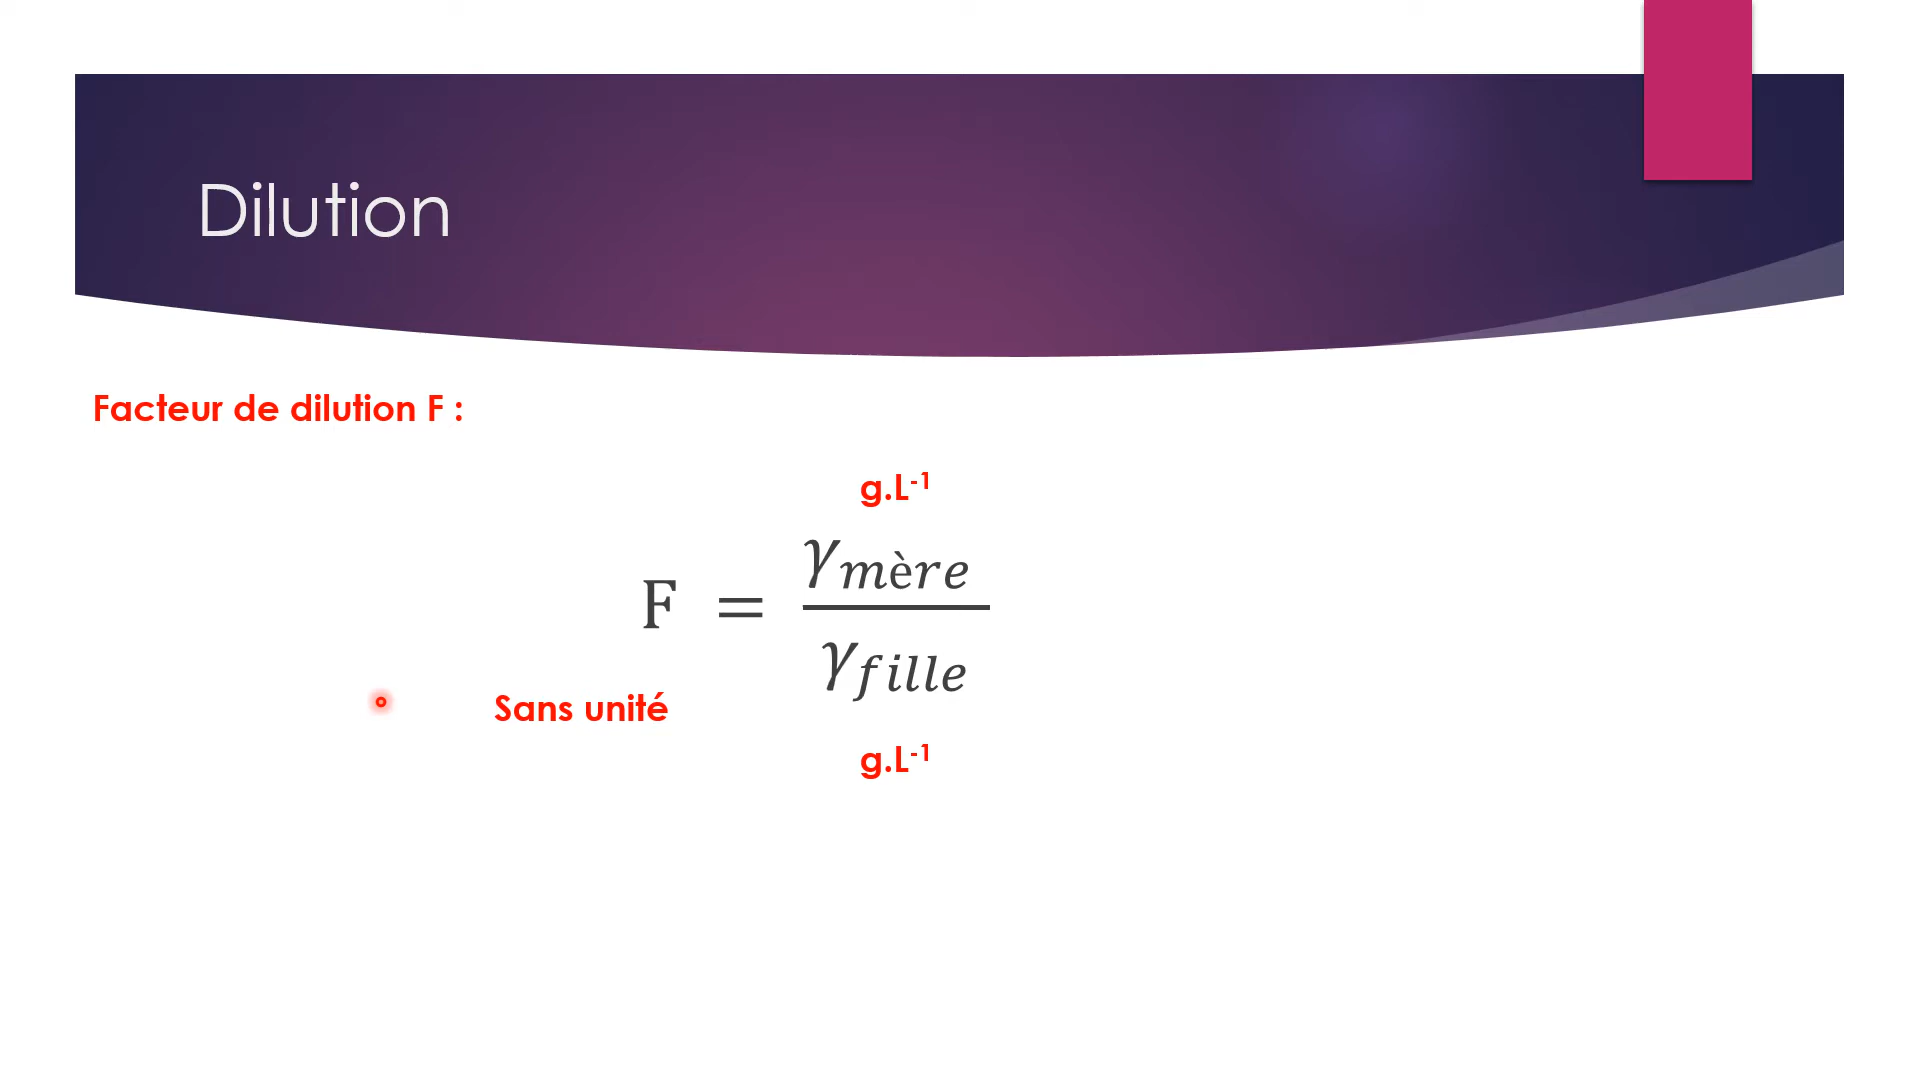 Dilution
Facteur de dilution F :
g.L⁻¹
F = γmère / γfille
Sans unité
g.L⁻¹